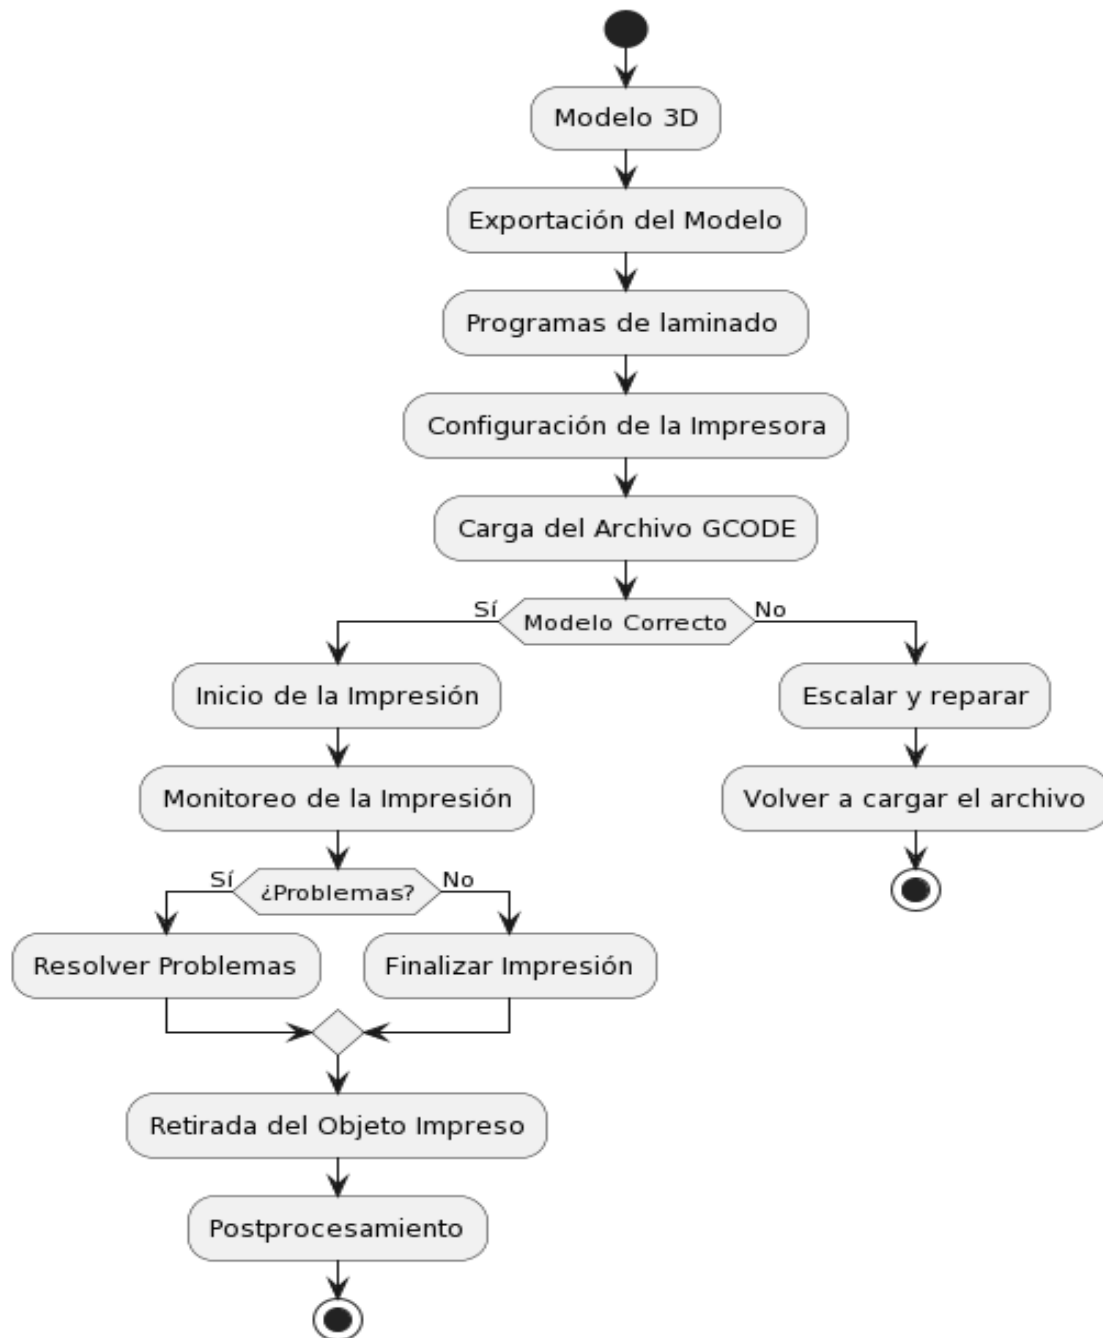 Modelo 3D
Exportación del Modelo
Programas de laminado
Configuración de la Impresora
Carga del Archivo GCODE
Sí
Modelo Correcto
No
Inicio de la Impresión
Escalar y reparar
Monitoreo de la Impresión
Volver a cargar el archivo
Sí
¿Problemas?
No
Resolver Problemas
Finalizar Impresión
Retirada del Objeto Impreso
Postprocesamiento